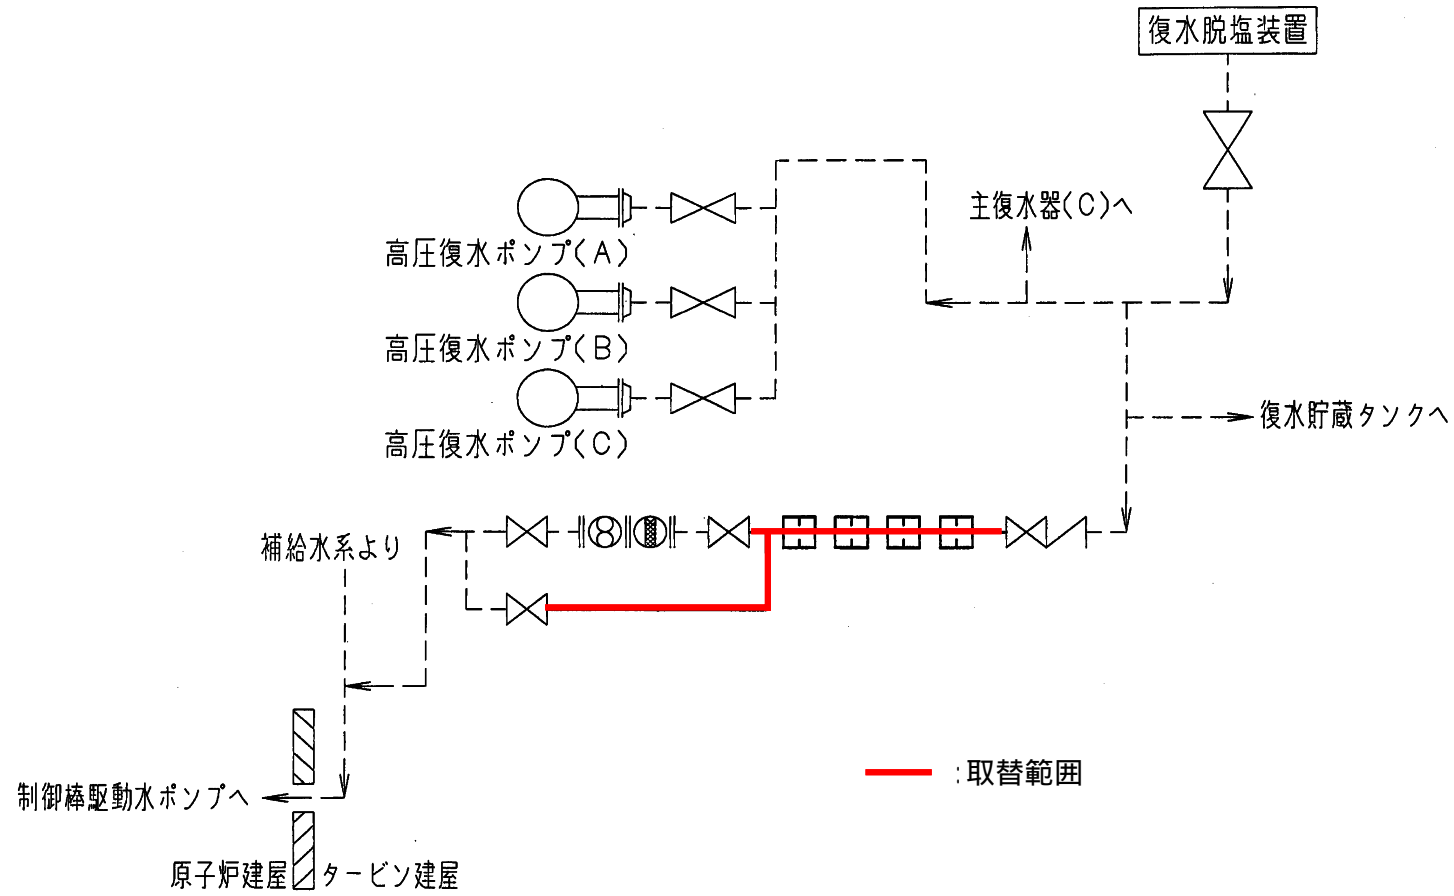 復水脱塩装置
主復水器(C)へ
高圧復水ポンプ(A)
高圧復水ポンプ(B)
高圧復水ポンプ(C)
復水貯蔵タンクへ
補給水系より
:取替範囲
制御棒駆動水ポンプへ
原子炉建屋
タービン建屋